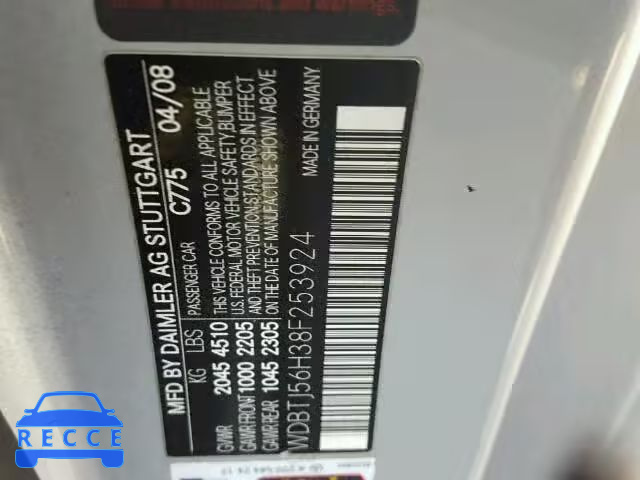 MFD BY DAIMLER AG STUTTGART
C775 04/08
KG LBS PASSENGER CAR
GVWR 2045 4510
GAWR FRONT 1000 2205
GAWR REAR 1045 2305
THIS VEHICLE CONFORMS TO ALL APPLICABLE
U.S. FEDERAL MOTOR VEHICLE SAFETY, BUMPER
AND THEFT PREVENTION STANDARDS IN EFFECT
ON THE DATE OF MANUFACTURE SHOWN ABOVE
WDBTJ56H38F253924
MADE IN GERMANY
RECCE